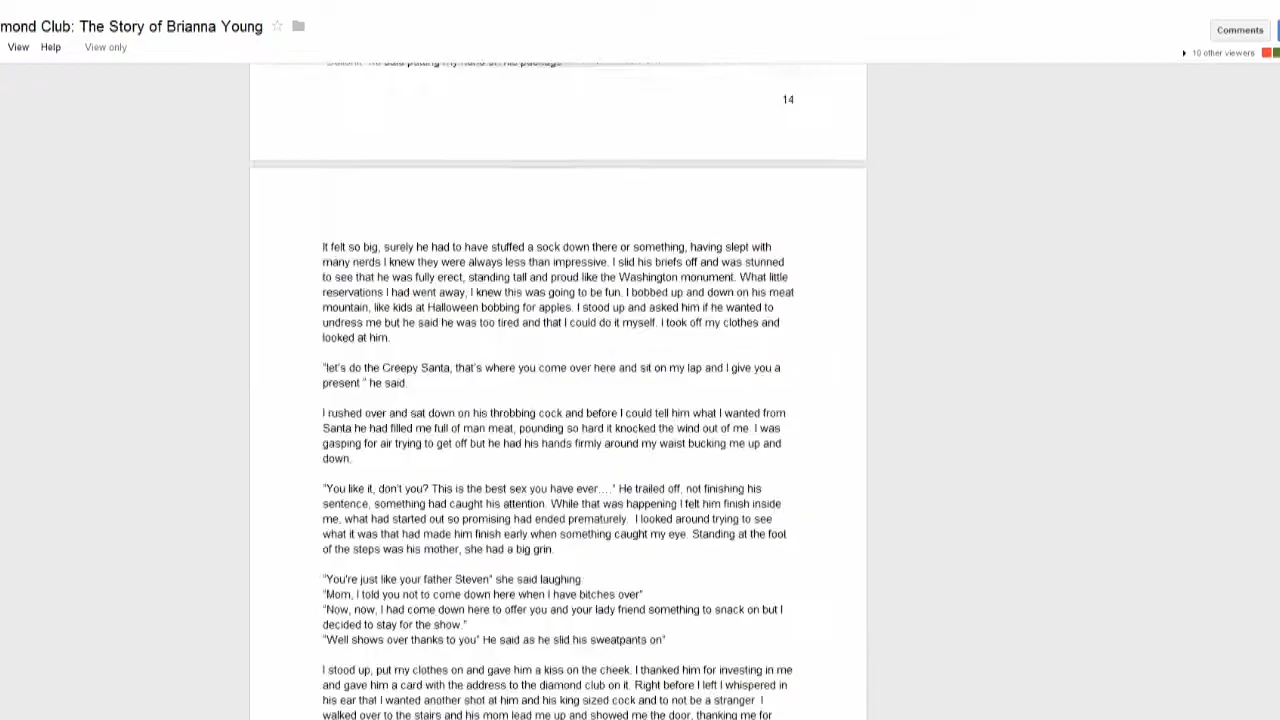 mond Club: The Story of Brianna Young
View Help View only
Comments
10 other viewers
14
It felt so big, surely he had to have stuffed a sock down there or something, having slept with
many nerds I knew they were always less than impressive. I slid his briefs off and was stunned
to see that he was fully erect, standing tall and proud like the Washington monument. What little
reservations I had went away, I knew this was going to be fun. I bobbed up and down on his meat
mountain, like kids at Halloween bobbing for apples. I stood up and asked him if he wanted to
undress me but he said he was too tired and that I could do it myself. I took off my clothes and
looked at him.
"let's do the Creepy Santa, that's where you come over here and sit on my lap and I give you a
present " he said.
I rushed over and sat down on his throbbing cock and before I could tell him what I wanted from
Santa he had filled me full of man meat, pounding so hard it knocked the wind out of me. I was
gasping for air trying to get off but he had his hands firmly around my waist bucking me up and
down.
"You like it, don't you? This is the best sex you have ever...." He trailed off, not finishing his
sentence, something had caught his attention. While that was happening I felt him finish inside
me, what had started out so promising had ended prematurely.  I looked around trying to see
what it was that had made him finish early when something caught my eye. Standing at the foot
of the steps was his mother, she had a big grin.
"You're just like your father Steven" she said laughing
"Mom, I told you not to come down here when I have bitches over"
"Now, now, I had come down here to offer you and your lady friend something to snack on but I
decided to stay for the show."
"Well shows over thanks to you" He said as he slid his sweatpants on"
I stood up, put my clothes on and gave him a kiss on the cheek. I thanked him for investing in me
and gave him a card with the address to the diamond club on it. Right before I left I whispered in
his ear that I wanted another shot at him and his king sized cock and to not be a stranger. I
walked over to the stairs and his mom lead me up and showed me the door, thanking me for